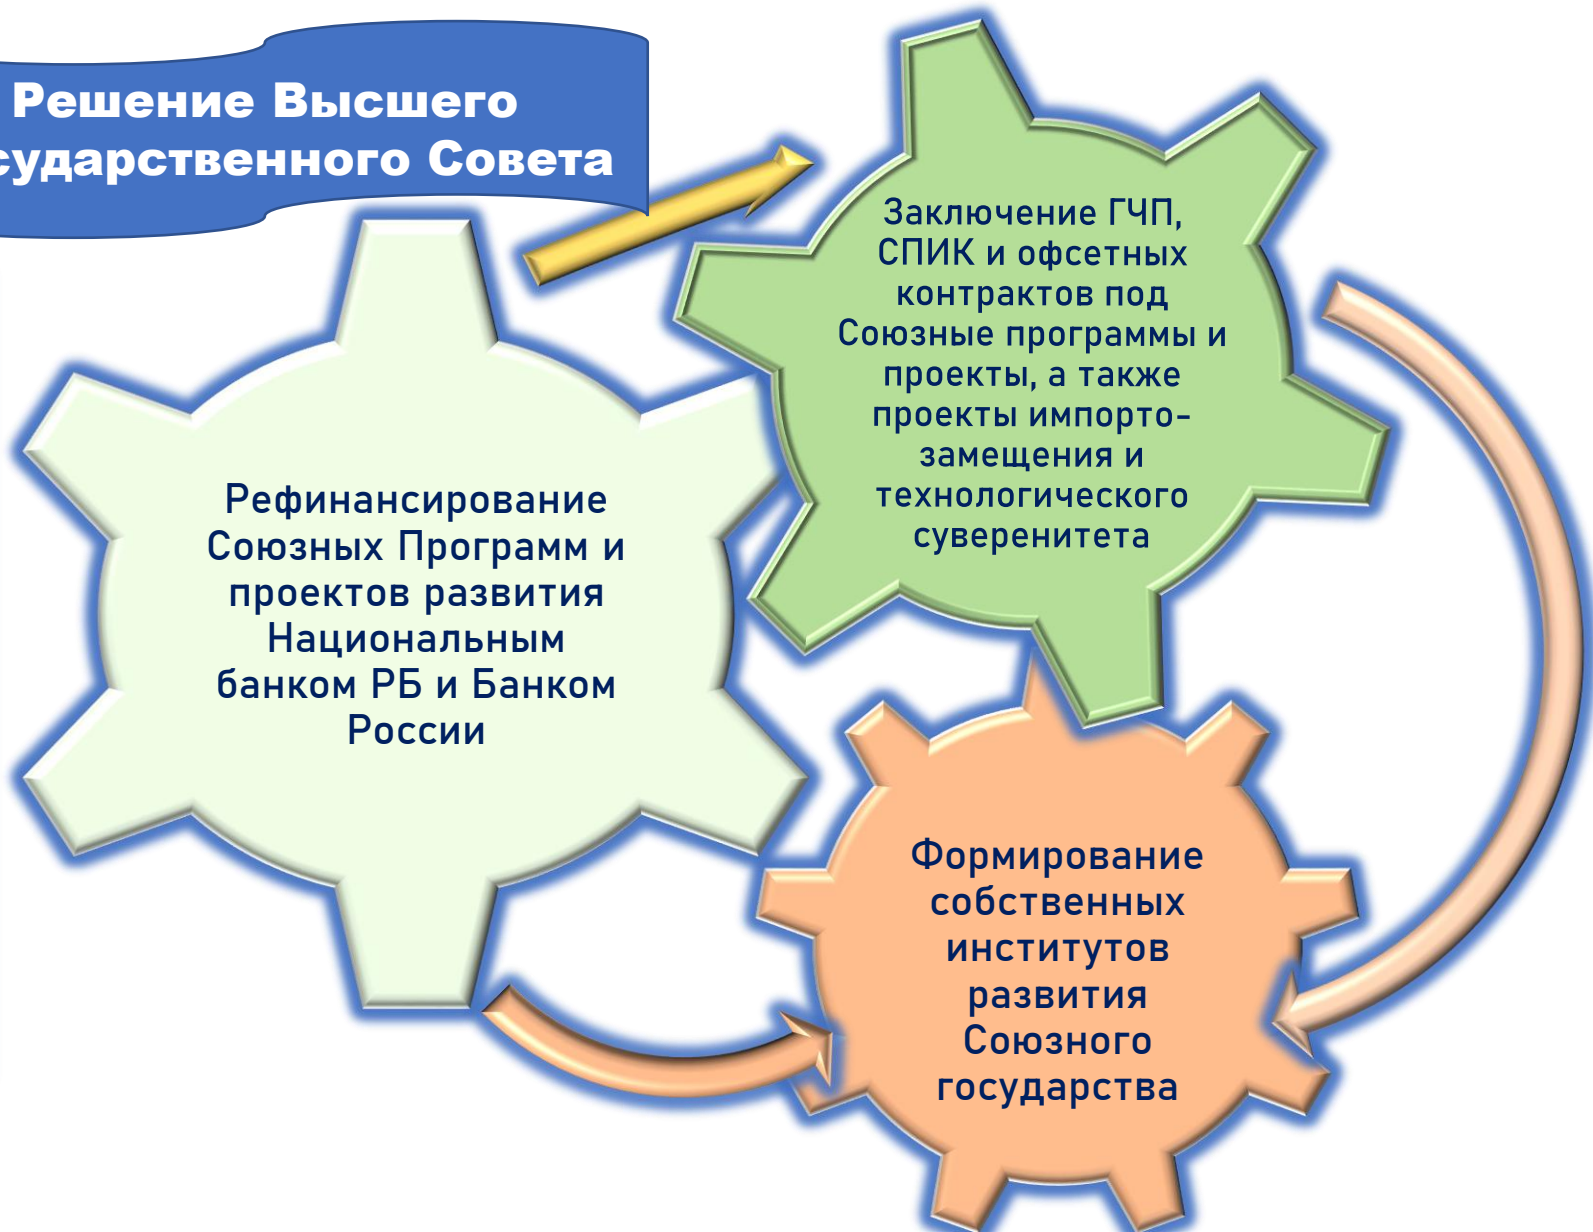 Решение Высшего
сударственного Совета
Заключение ГЧП,
СПИК и офсетных
контрактов под
Союзные программы и
проекты, а также
проекты импорто-
замещения и
технологического
суверенитета
Рефинансирование
Союзных Программ и
проектов развития
Национальным
банком РБ и Банком
России
Формирование
собственных
институтов
развития
Союзного
государства